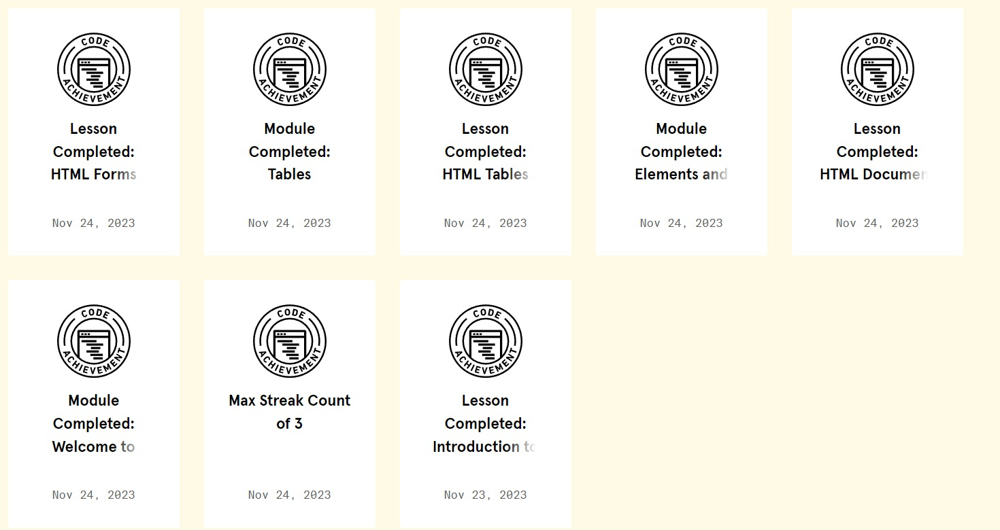 CODE ACHIEVEMENT
Lesson
Completed:
HTML Forms
Nov 24, 2023
CODE ACHIEVEMENT
Module
Completed:
Tables
Nov 24, 2023
CODE ACHIEVEMENT
Lesson
Completed:
HTML Tables
Nov 24, 2023
CODE ACHIEVEMENT
Module
Completed:
Elements and
Nov 24, 2023
CODE ACHIEVEMENT
Lesson
Completed:
HTML Documen
Nov 24, 2023
CODE ACHIEVEMENT
Module
Completed:
Welcome to
Nov 24, 2023
CODE ACHIEVEMENT
Max Streak Count
of 3
Nov 24, 2023
CODE ACHIEVEMENT
Lesson
Completed:
Introduction to
Nov 23, 2023